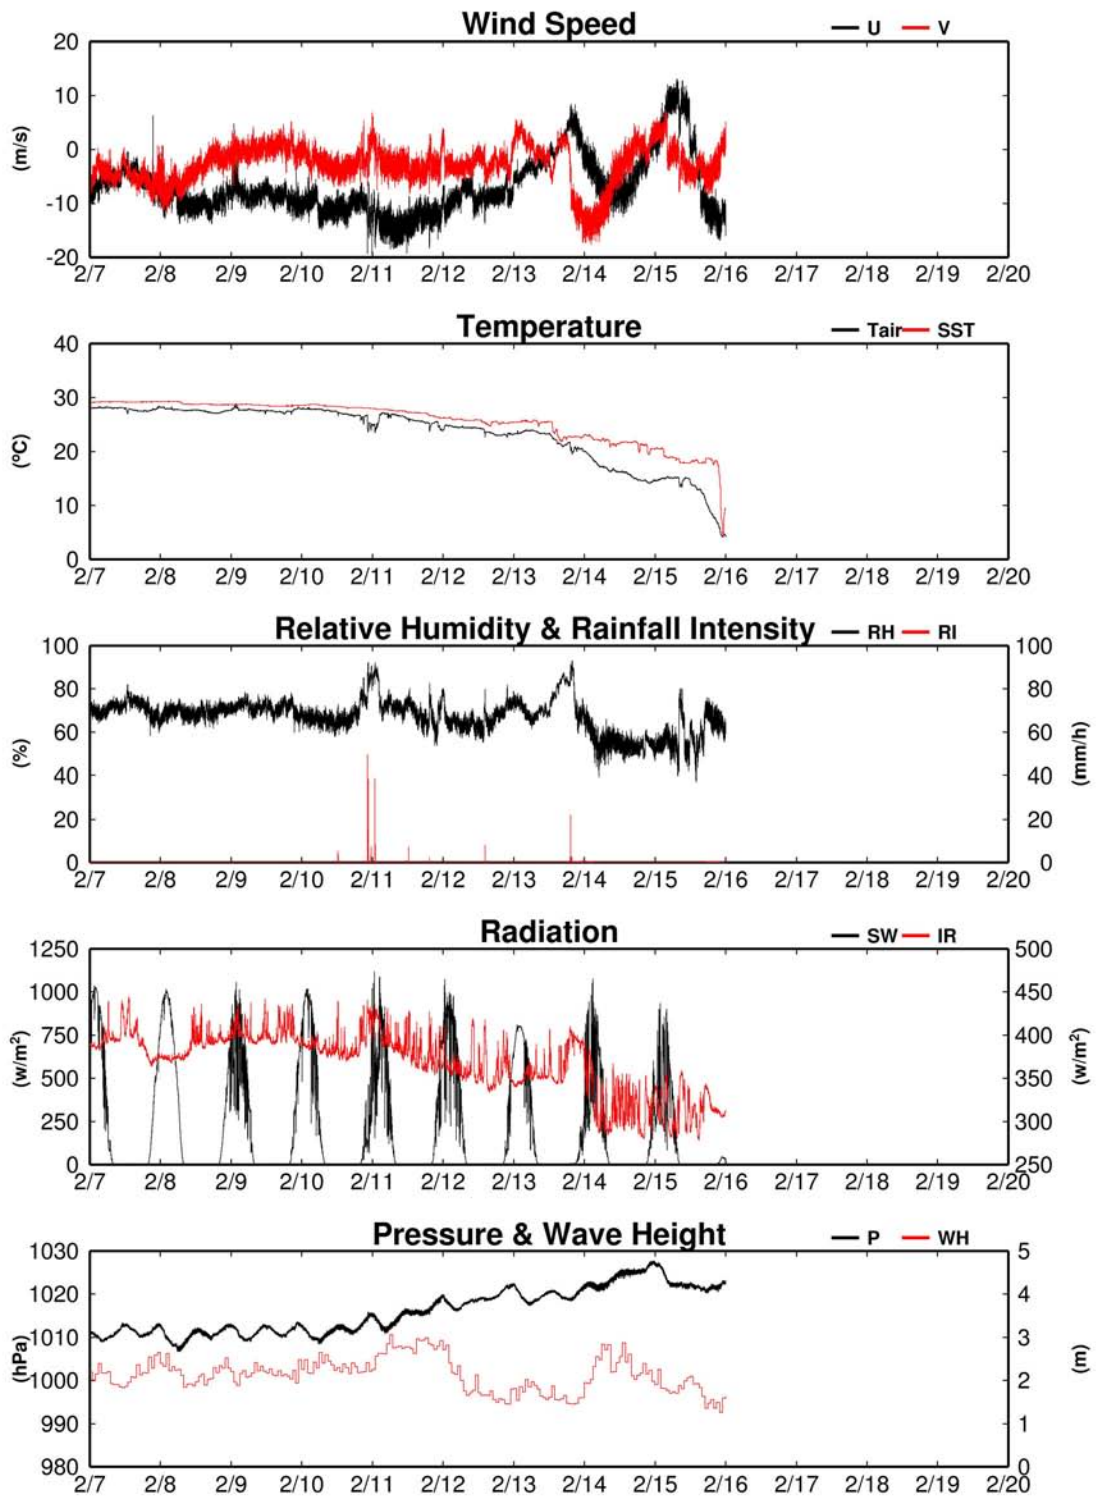 Wind Speed
U V
20
10
0
-10
-20
(m/s)
2/7 2/8 2/9 2/10 2/11 2/12 2/13 2/14 2/15 2/16 2/17 2/18 2/19 2/20
Temperature
Tair SST
40
30
20
10
0
(ºC)
2/7 2/8 2/9 2/10 2/11 2/12 2/13 2/14 2/15 2/16 2/17 2/18 2/19 2/20
Relative Humidity & Rainfall Intensity
RH RI
100 100
80 80
60 60
40 40
20 20
0 0
(%) (mm/h)
2/7 2/8 2/9 2/10 2/11 2/12 2/13 2/14 2/15 2/16 2/17 2/18 2/19 2/20
Radiation
SW IR
1250 500
1000 450
750 400
500 350
250 300
0 250
(w/m²) (w/m²)
2/7 2/8 2/9 2/10 2/11 2/12 2/13 2/14 2/15 2/16 2/17 2/18 2/19 2/20
Pressure & Wave Height
P WH
1030 5
1020 4
1010 3
1000 2
990 1
980 0
(hPa) (m)
2/7 2/8 2/9 2/10 2/11 2/12 2/13 2/14 2/15 2/16 2/17 2/18 2/19 2/20